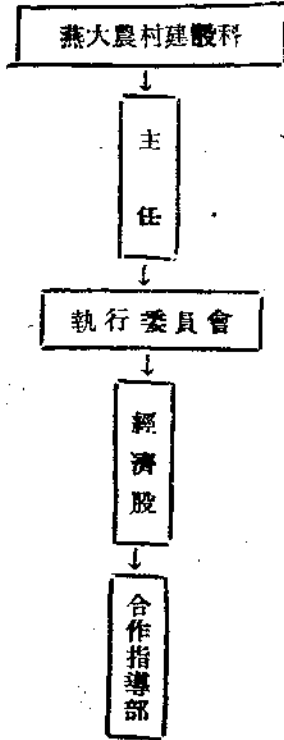 燕大農村建設科
主任
執行委員會
經濟股
合作指導部